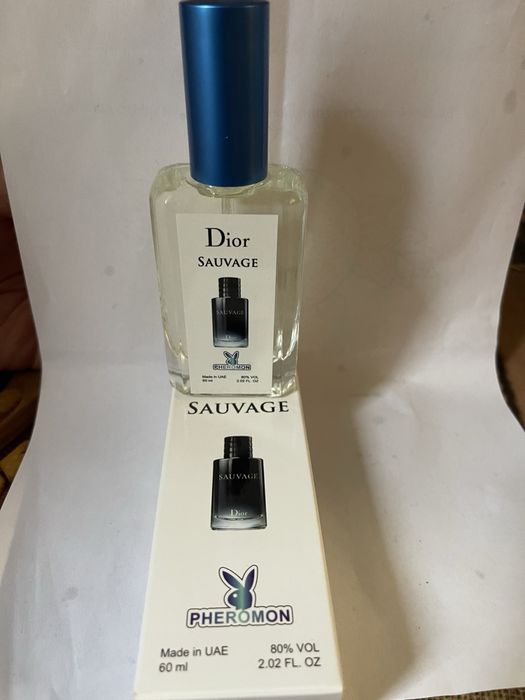 Dior
SAUVAGE
SAUVAGE
PHEROMON
Made in UAE 80% VOL
60 ml 2.02 FL. OZ
SAUVAGE
SAUVAGE
Dior
PHEROMON
Made in UAE 80% VOL
60 ml 2.02 FL. OZ